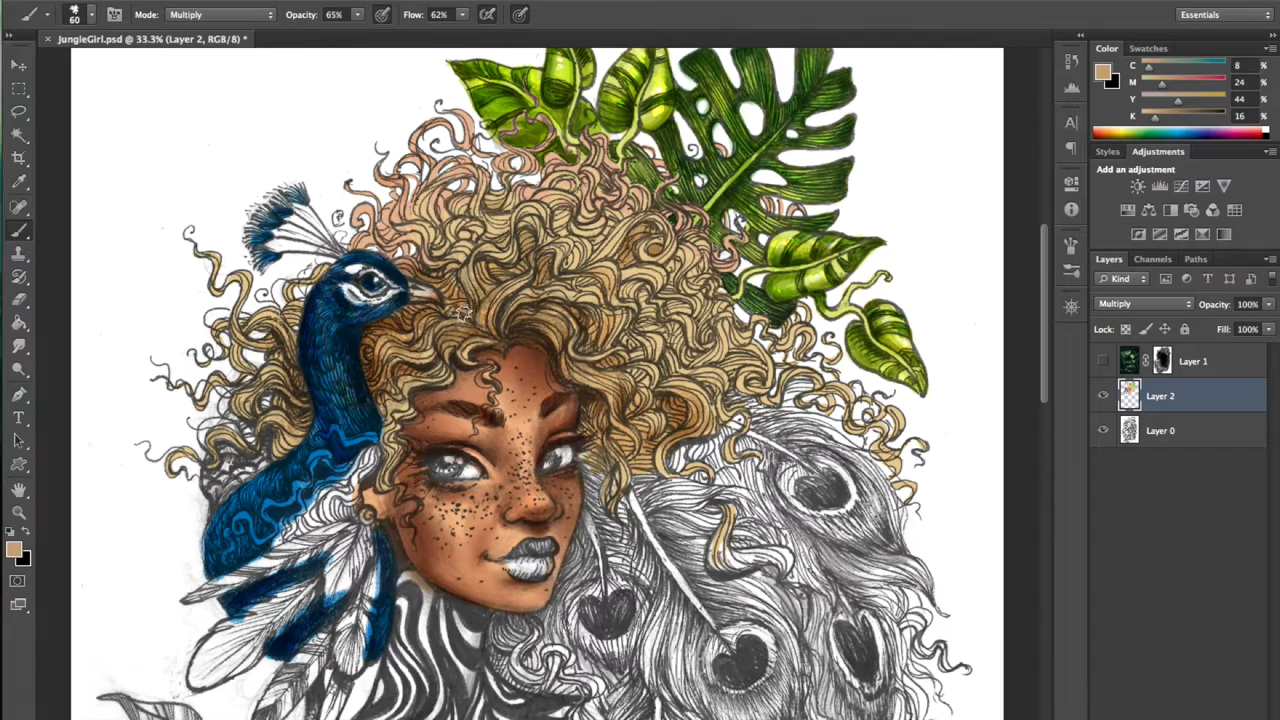 60 Mode: Multiply Opacity: 65% Flow: 62% Essentials
× JungleGirl.psd @ 33.3% (Layer 2, RGB/8) *
Color Swatches
C 8 %
M 24 %
Y 44 %
K 16 %
Styles Adjustments
Add an adjustment
Layers Channels Paths
Kind
Multiply Opacity: 100%
Lock: Fill: 100%
Layer 1
Layer 2
Layer 0